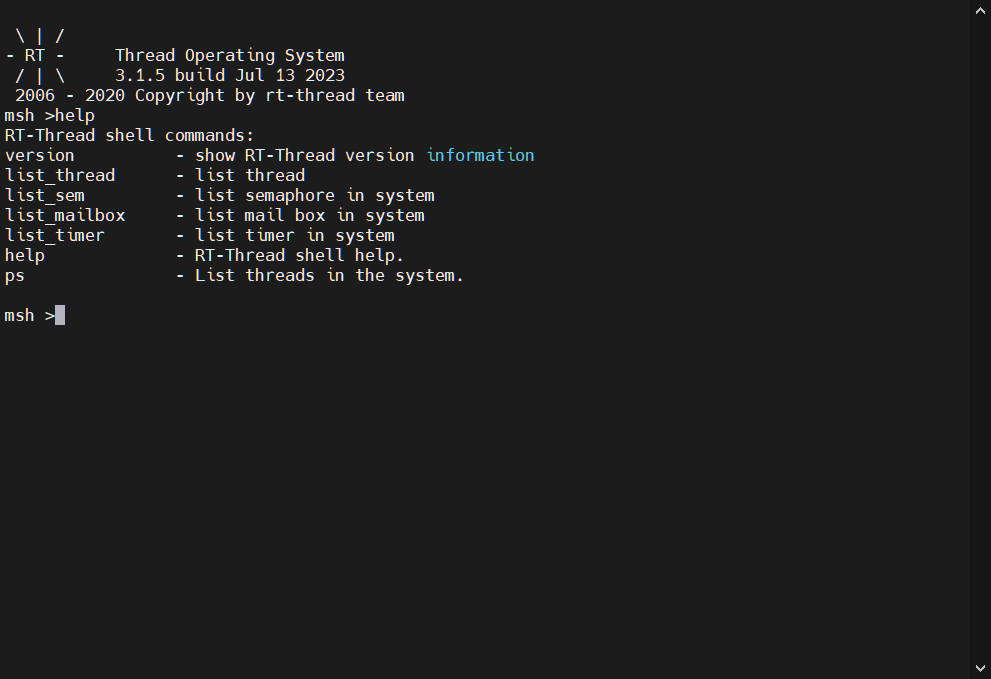 \ | /
- RT -     Thread Operating System
 / | \     3.1.5 build Jul 13 2023
 2006 - 2020 Copyright by rt-thread team
msh >help
RT-Thread shell commands:
version          - show RT-Thread version information
list_thread      - list thread
list_sem         - list semaphore in system
list_mailbox     - list mail box in system
list_timer       - list timer in system
help             - RT-Thread shell help.
ps               - List threads in the system.

msh >